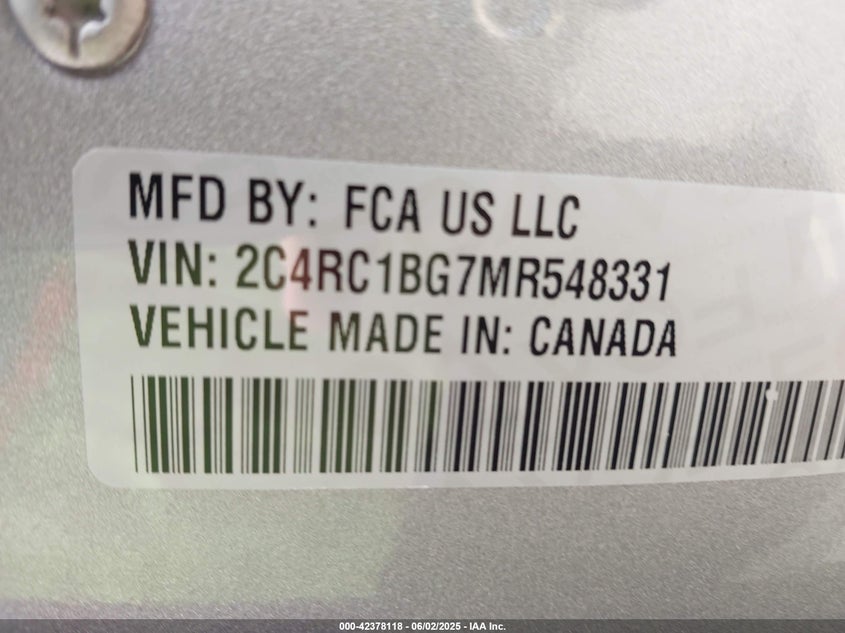 MFD BY: FCA US LLC
VIN: 2C4RC1BG7MR548331
VEHICLE MADE IN: CANADA
000-42378118 - 06/02/2025 - IAA Inc.